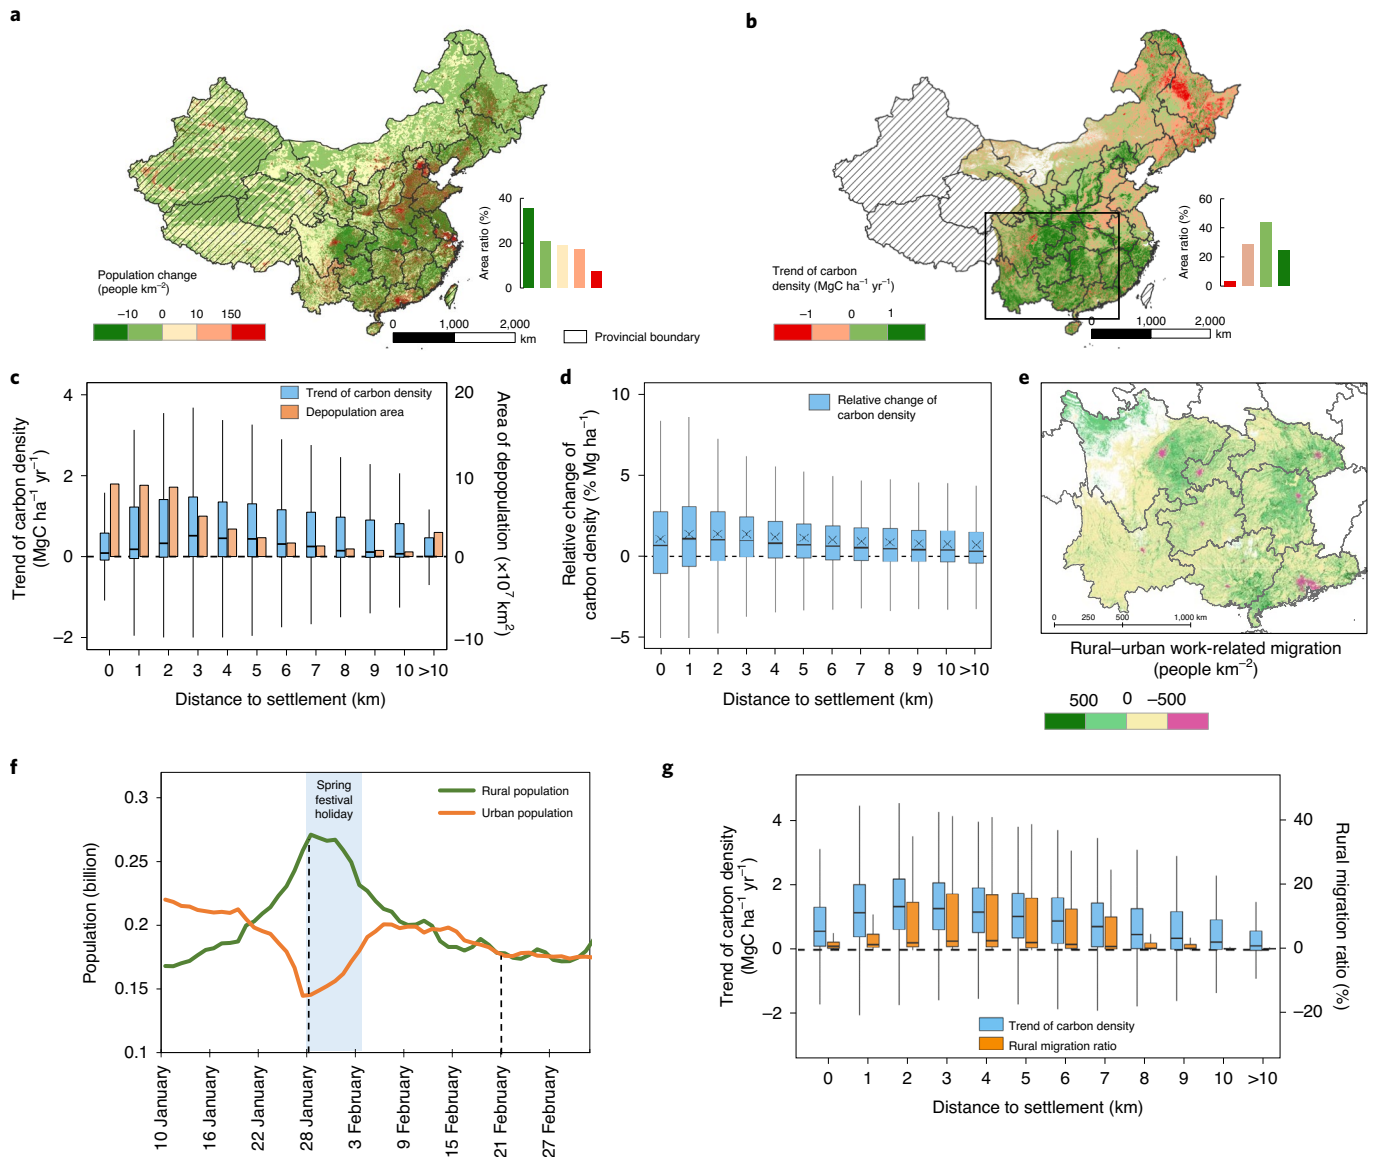 a
Population change
(people km⁻²)
−10 0 10 150
Area ratio (%)
40
20
0
0 1,000 2,000
km
Provincial boundary
b
Trend of carbon
density (MgC ha⁻¹ yr⁻¹)
−1 0 1
Area ratio (%)
60
40
20
0
0 1,000 2,000
km
c
Trend of carbon density
(MgC ha⁻¹ yr⁻¹)
4
2
0
−2
Trend of carbon density
Depopulation area
20
10
0
−10
Area of depopulation (×10⁷ km²)
0 1 2 3 4 5 6 7 8 9 10 >10
Distance to settlement (km)
d
Relative change of
carbon density (% Mg ha⁻¹)
10
5
0
−5
Relative change of
carbon density
0 1 2 3 4 5 6 7 8 9 10 >10
Distance to settlement (km)
e
0 250 500 1,000 km
Rural–urban work-related migration
(people km⁻²)
500 0 −500
f
Population (billion)
0.3
0.25
0.2
0.15
0.1
Spring
festival
holiday
Rural population
Urban population
10 January
16 January
22 January
28 January
3 February
9 February
15 February
21 February
27 February
g
Trend of carbon density
(MgC ha⁻¹ yr⁻¹)
4
2
0
−2
Trend of carbon density
Rural migration ratio
40
20
0
−20
Rural migration ratio (%)
0 1 2 3 4 5 6 7 8 9 10 >10
Distance to settlement (km)